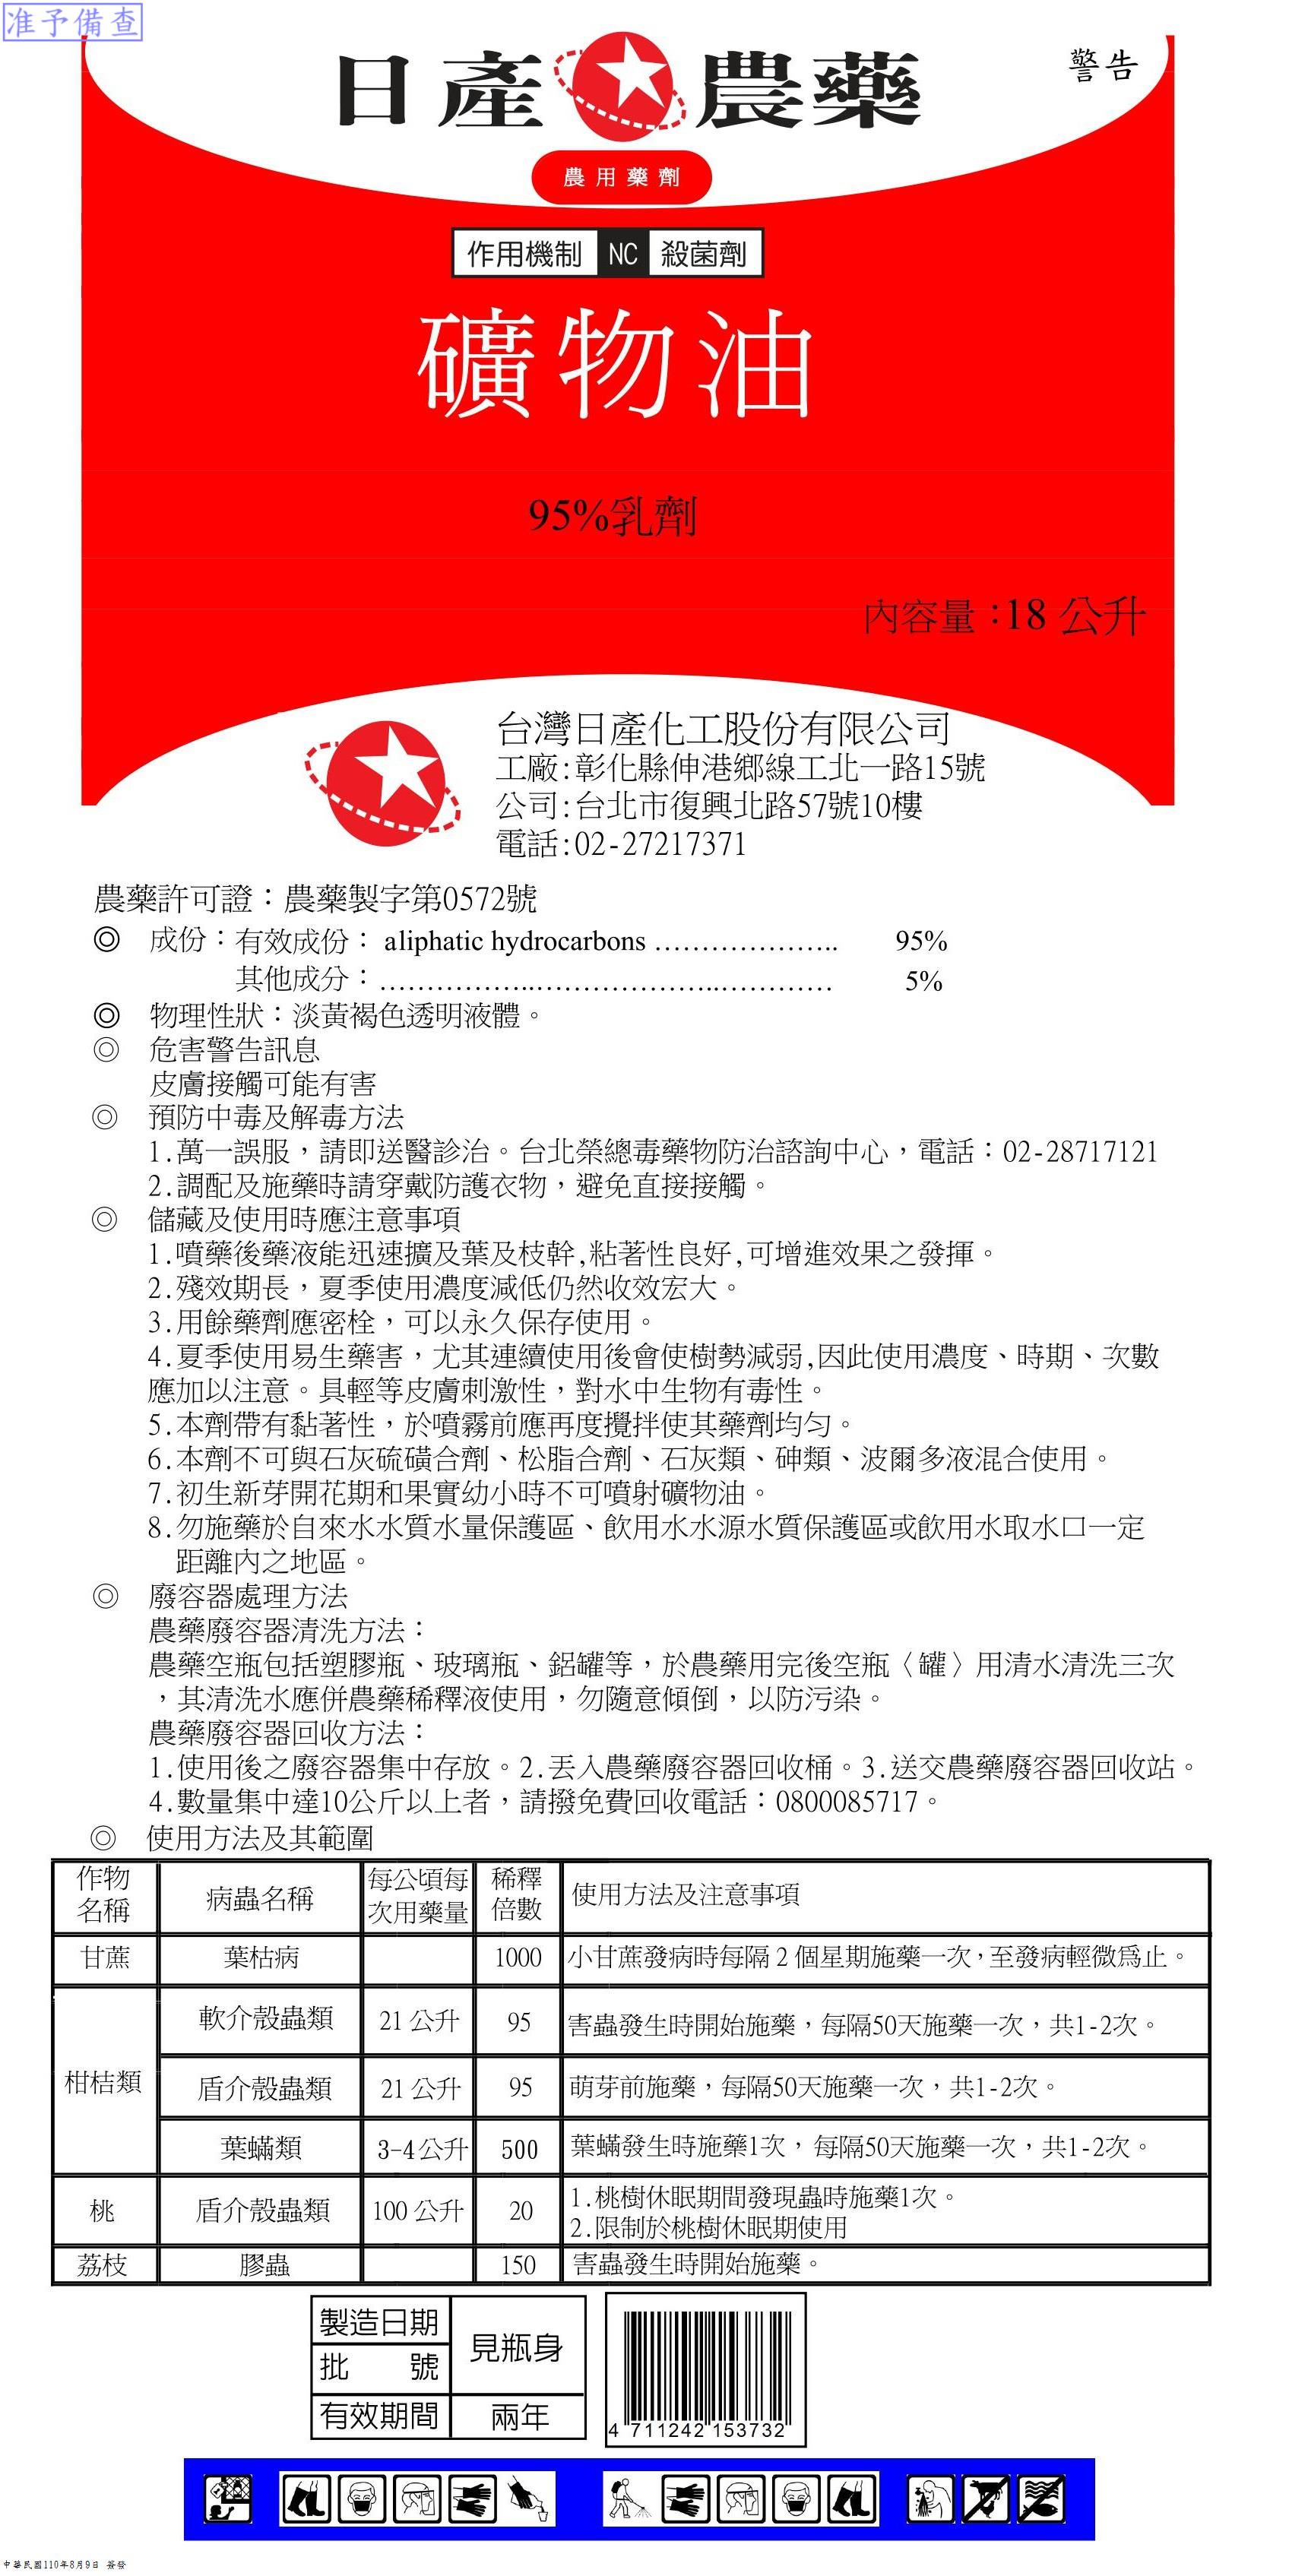 准予備查
日產農藥
警告
農用藥劑
作用機制 NC 殺菌劑
礦物油
95%乳劑
內容量:18 公升
台灣日產化工股份有限公司
工廠:彰化縣伸港鄉線工北一路15號
公司:台北市復興北路57號10樓
電話:02-27217371
農藥許可證：農藥製字第0572號
◎ 成份：有效成份： aliphatic hydrocarbons ……………….. 95%
其他成分：……………..………………..………… 5%
◎ 物理性狀：淡黃褐色透明液體。
◎ 危害警告訊息
皮膚接觸可能有害
◎ 預防中毒及解毒方法
1.萬一誤服，請即送醫診治。台北榮總毒藥物防治諮詢中心，電話：02-28717121
2.調配及施藥時請穿戴防護衣物，避免直接接觸。
◎ 儲藏及使用時應注意事項
1.噴藥後藥液能迅速擴及葉及枝幹,粘著性良好,可增進效果之發揮。
2.殘效期長，夏季使用濃度減低仍然收效宏大。
3.用餘藥劑應密栓，可以永久保存使用。
4.夏季使用易生藥害，尤其連續使用後會使樹勢減弱,因此使用濃度、時期、次數
應加以注意。具輕等皮膚刺激性，對水中生物有毒性。
5.本劑帶有黏著性，於噴霧前應再度攪拌使其藥劑均勻。
6.本劑不可與石灰硫磺合劑、松脂合劑、石灰類、砷類、波爾多液混合使用。
7.初生新芽開花期和果實幼小時不可噴射礦物油。
8.勿施藥於自來水水質水量保護區、飲用水水源水質保護區或飲用水取水口一定
距離內之地區。
◎ 廢容器處理方法
農藥廢容器清洗方法：
農藥空瓶包括塑膠瓶、玻璃瓶、鋁罐等，於農藥用完後空瓶〈罐〉用清水清洗三次
，其清洗水應併農藥稀釋液使用，勿隨意傾倒，以防污染。
農藥廢容器回收方法：
1.使用後之廢容器集中存放。2.丟入農藥廢容器回收桶。3.送交農藥廢容器回收站。
4.數量集中達10公斤以上者，請撥免費回收電話：0800085717。
◎ 使用方法及其範圍
作物名稱 病蟲名稱 每公頃每次用藥量 稀釋倍數 使用方法及注意事項
甘蔗 葉枯病 1000 小甘蔗發病時每隔 2 個星期施藥一次，至發病輕微為止。
柑桔類 軟介殼蟲類 21 公升 95 害蟲發生時開始施藥，每隔50天施藥一次，共1-2次。
盾介殼蟲類 21 公升 95 萌芽前施藥，每隔50天施藥一次，共1-2次。
葉蟎類 3-4公升 500 葉蟎發生時施藥1次，每隔50天施藥一次，共1-2次。
桃 盾介殼蟲類 100 公升 20 1.桃樹休眠期間發現蟲時施藥1次。
2.限制於桃樹休眠期使用
荔枝 膠蟲 150 害蟲發生時開始施藥。
製造日期 見瓶身
批 號
有效期間 兩年
4 711242 153732
中華民國110年8月9日 簽發